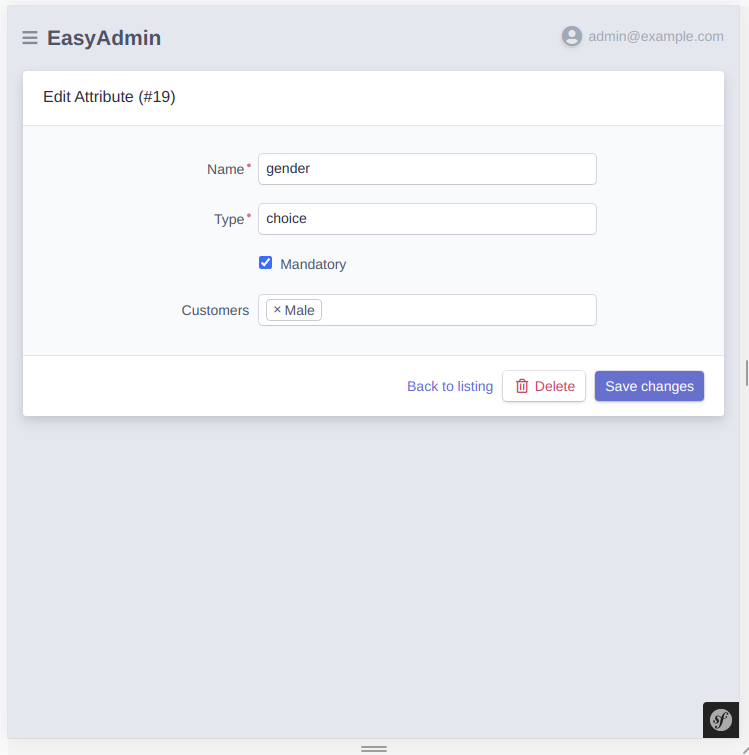 EasyAdmin
admin@example.com
Edit Attribute (#19)
Name*
gender
Type*
choice
Mandatory
Customers
× Male
Back to listing
Delete
Save changes
sf